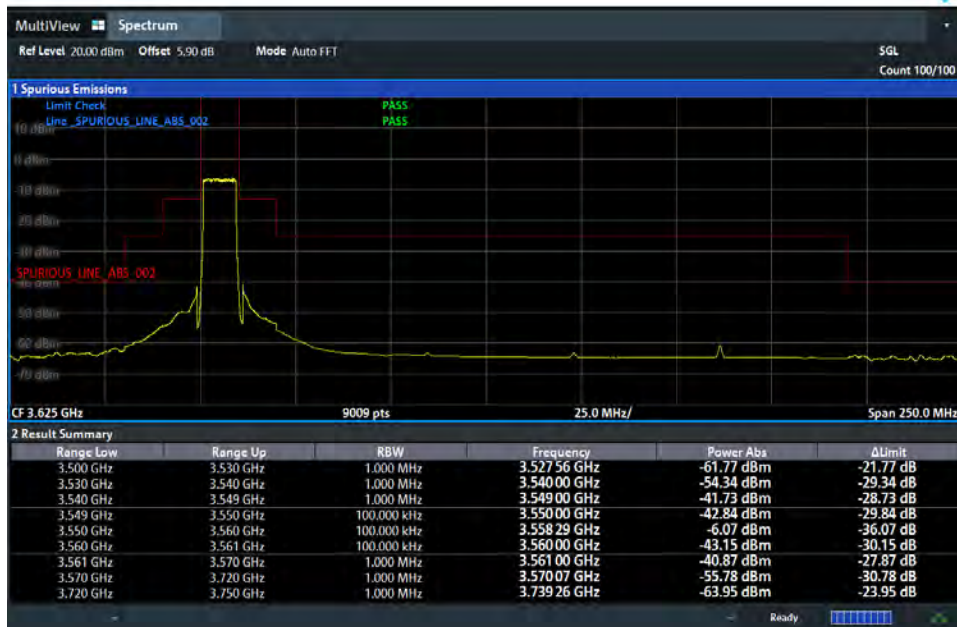 MultiView Spectrum
Ref Level 20.00 dBm Offset 5.90 dB Mode Auto FFT SGL
Count 100/100
1 Spurious Emissions
Limit Check PASS
Line _SPURIOUS_LINE_ABS_002 PASS
10 dBm
0 dBm
-10 dBm
-20 dBm
-30 dBm
SPURIOUS_LINE_ABS_002
-50 dBm
-60 dBm
-70 dBm
CF 3.625 GHz 9009 pts 25.0 MHz/ Span 250.0 MHz
2 Result Summary
Range Low Range Up RBW Frequency Power Abs ΔLimit
3.500 GHz 3.530 GHz 1.000 MHz 3.527 56 GHz -61.77 dBm -21.77 dB
3.530 GHz 3.540 GHz 1.000 MHz 3.540 00 GHz -54.34 dBm -29.34 dB
3.540 GHz 3.549 GHz 1.000 MHz 3.549 00 GHz -41.73 dBm -28.73 dB
3.549 GHz 3.550 GHz 100.000 kHz 3.550 00 GHz -42.84 dBm -29.84 dB
3.550 GHz 3.560 GHz 100.000 kHz 3.558 29 GHz -6.07 dBm -36.07 dB
3.560 GHz 3.561 GHz 100.000 kHz 3.560 00 GHz -43.15 dBm -30.15 dB
3.561 GHz 3.570 GHz 1.000 MHz 3.561 00 GHz -40.87 dBm -27.87 dB
3.570 GHz 3.720 GHz 1.000 MHz 3.570 07 GHz -55.78 dBm -30.78 dB
3.720 GHz 3.750 GHz 1.000 MHz 3.739 26 GHz -63.95 dBm -23.95 dB
Ready